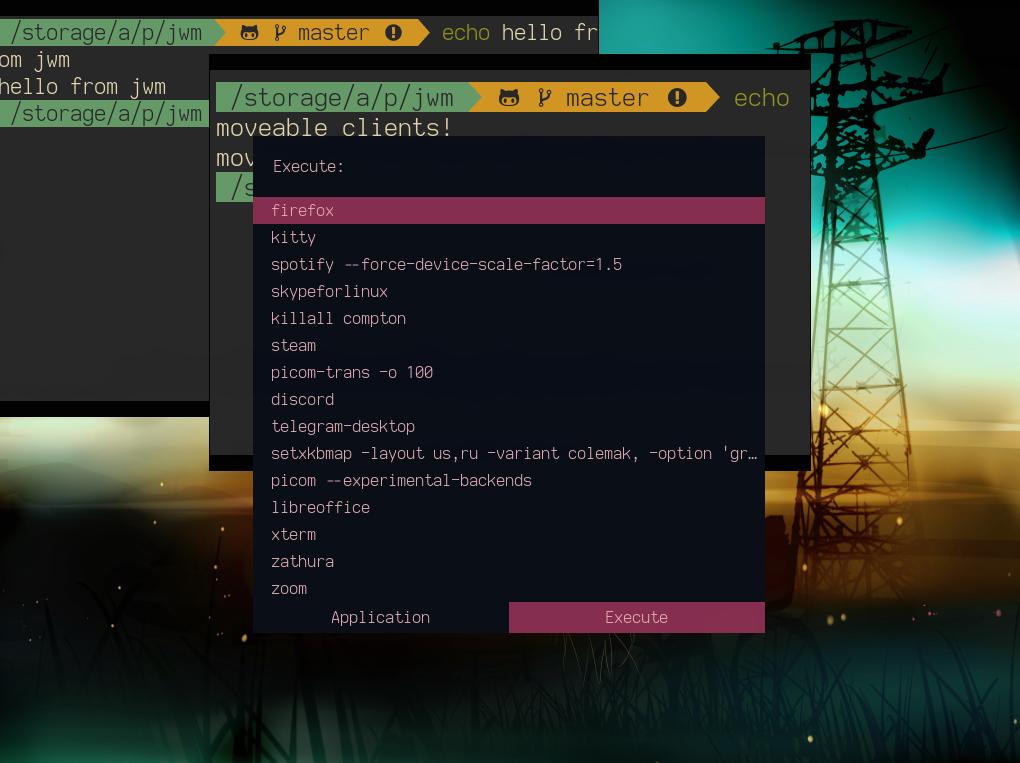 /storage/a/p/jwm master echo hello fr
om jwm
hello from jwm
/storage/a/p/jwm
/storage/a/p/jwm master echo
moveable clients!
mov
/s
Execute:
firefox
kitty
spotify --force-device-scale-factor=1.5
skypeforlinux
killall compton
steam
picom-trans -o 100
discord
telegram-desktop
setxkbmap -layout us,ru -variant colemak, -option 'gr…
picom --experimental-backends
libreoffice
xterm
zathura
zoom
Application Execute